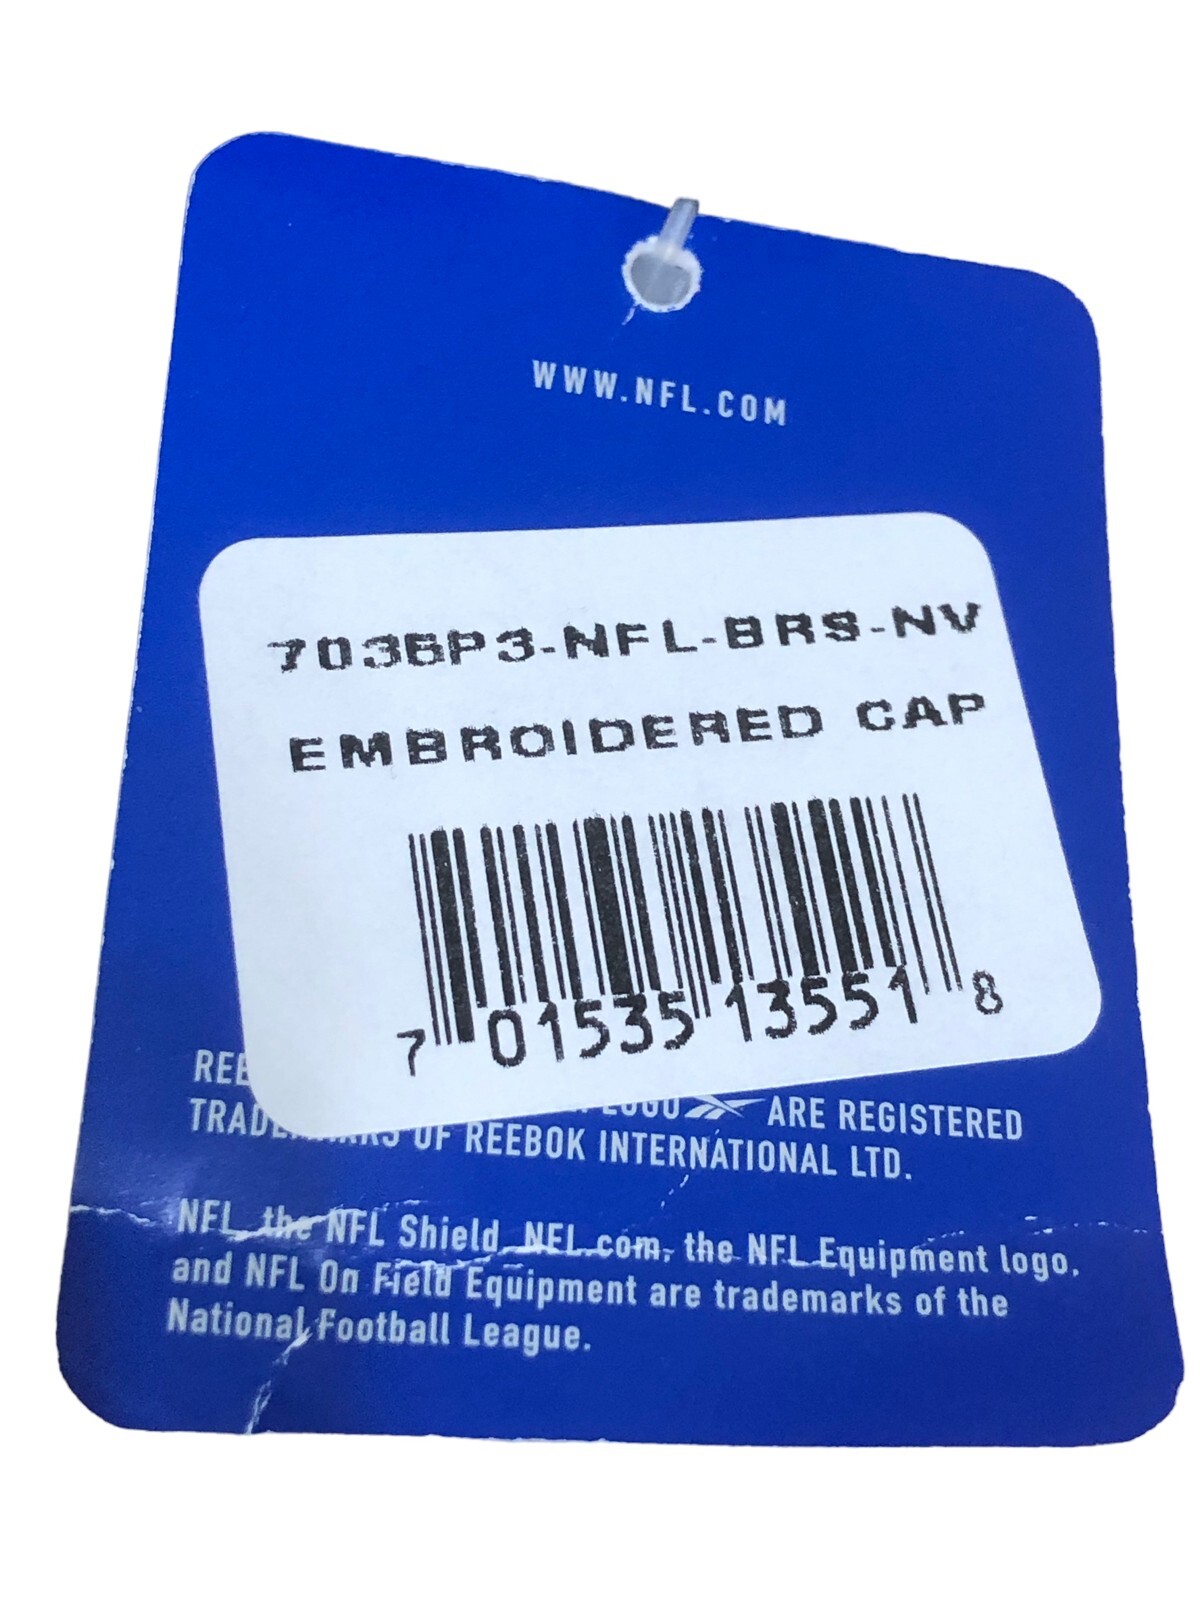 WWW.NFL.COM
7036P3-NFL-BRS-NV
EMBROIDERED CAP
7 01535 13551 8
ARE REGISTERED
OF REEBOK INTERNATIONAL LTD.
NFL, the NFL Shield, NFL.com, the NFL Equipment logo,
and NFL On Field Equipment are trademarks of the
National Football League.